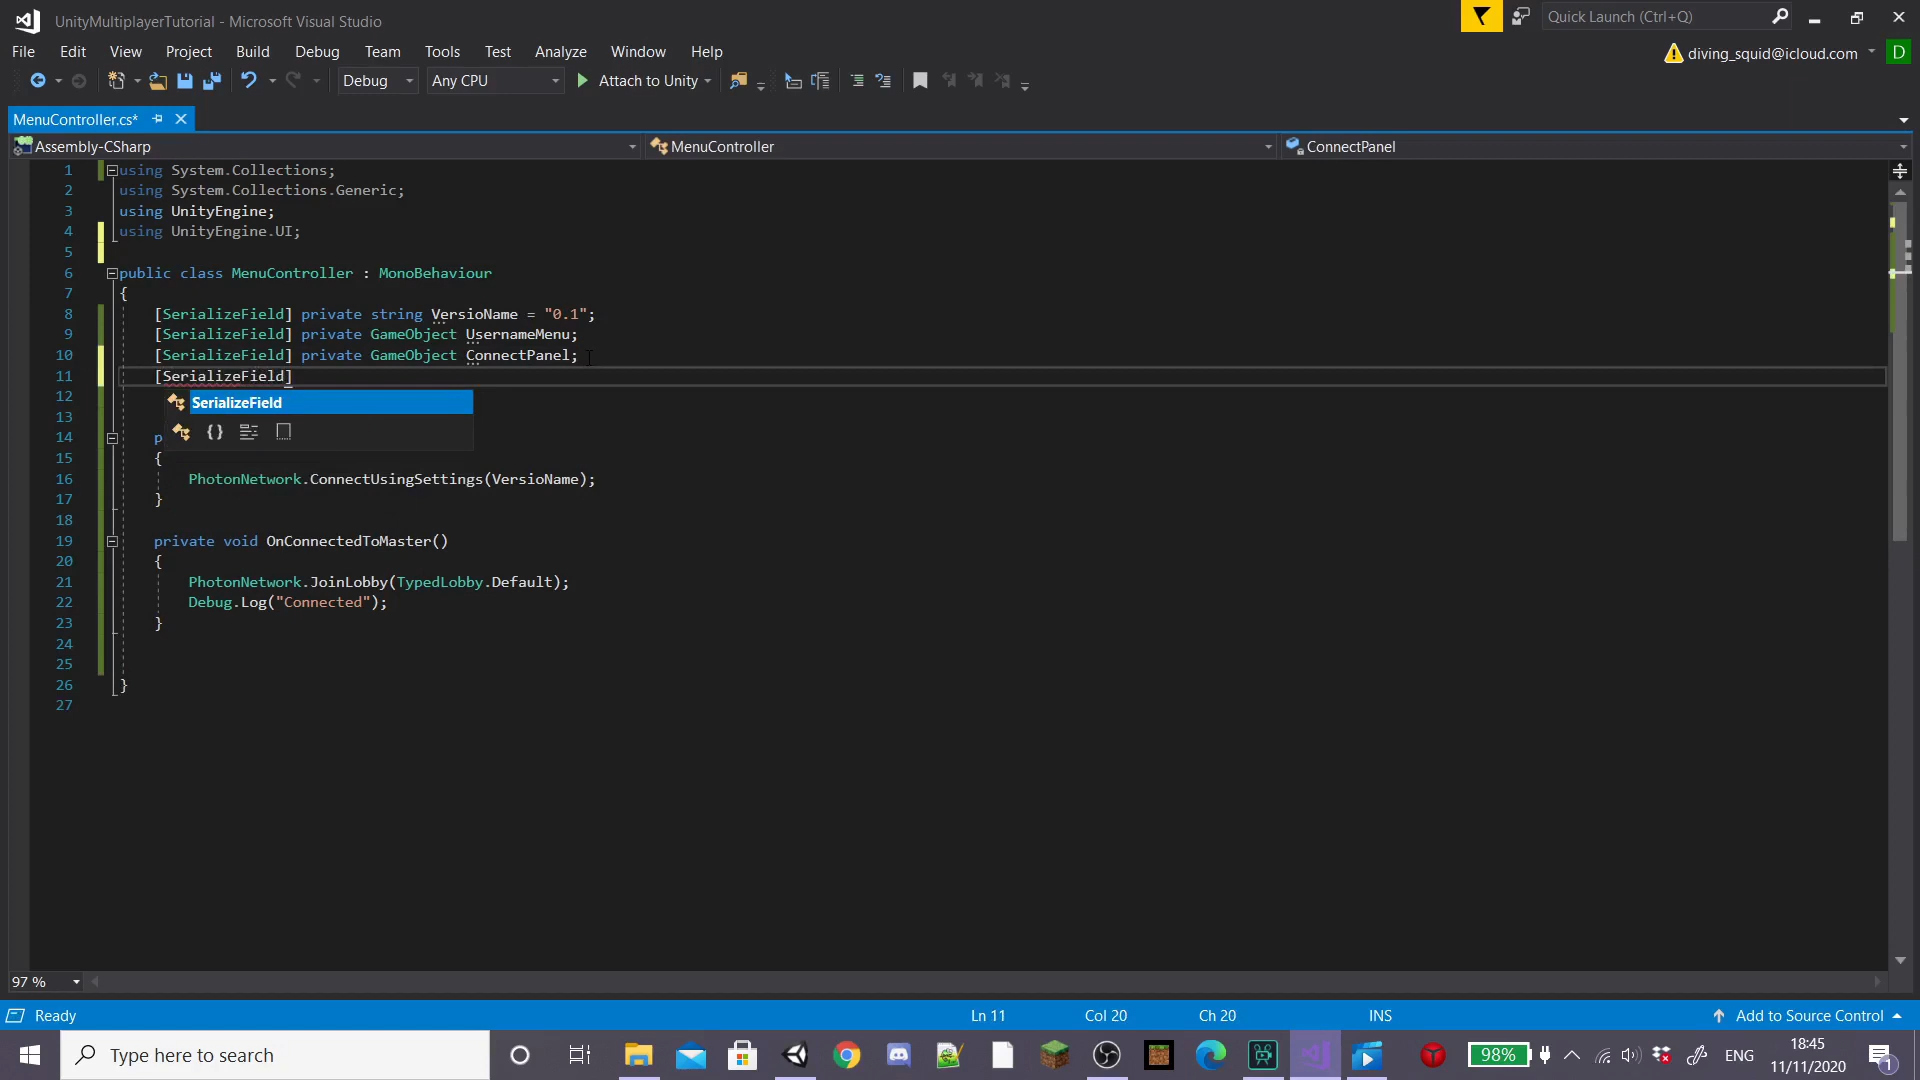 UnityMultiplayerTutorial - Microsoft Visual Studio
Quick Launch (Ctrl+Q)
File Edit View Project Build Debug Team Tools Test Analyze Window Help
diving_squid@icloud.com D
Debug Any CPU Attach to Unity
MenuController.cs*
Assembly-CSharp MenuController ConnectPanel
1 using System.Collections;
2 using System.Collections.Generic;
3 using UnityEngine;
4 using UnityEngine.UI;
5
6 public class MenuController : MonoBehaviour
7 {
8 [SerializeField] private string VersioName = "0.1";
9 [SerializeField] private GameObject UsernameMenu;
10 [SerializeField] private GameObject ConnectPanel;
11 [SerializeField]
12 SerializeField
13 {}
14 p
15 {
16 PhotonNetwork.ConnectUsingSettings(VersioName);
17 }
18
19 private void OnConnectedToMaster()
20 {
21 PhotonNetwork.JoinLobby(TypedLobby.Default);
22 Debug.Log("Connected");
23 }
24
25
26 }
27
97 %
Ready Ln 11 Col 20 Ch 20 INS Add to Source Control
Type here to search 98% ENG 18:45
11/11/2020 1